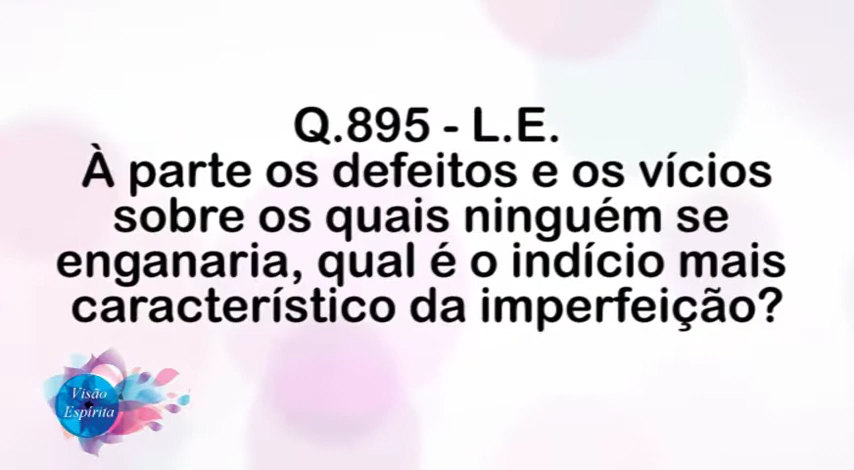 Q.895 - L.E.
À parte os defeitos e os vícios
sobre os quais ninguém se
enganaria, qual é o indício mais
característico da imperfeição?
Visão
Espírita